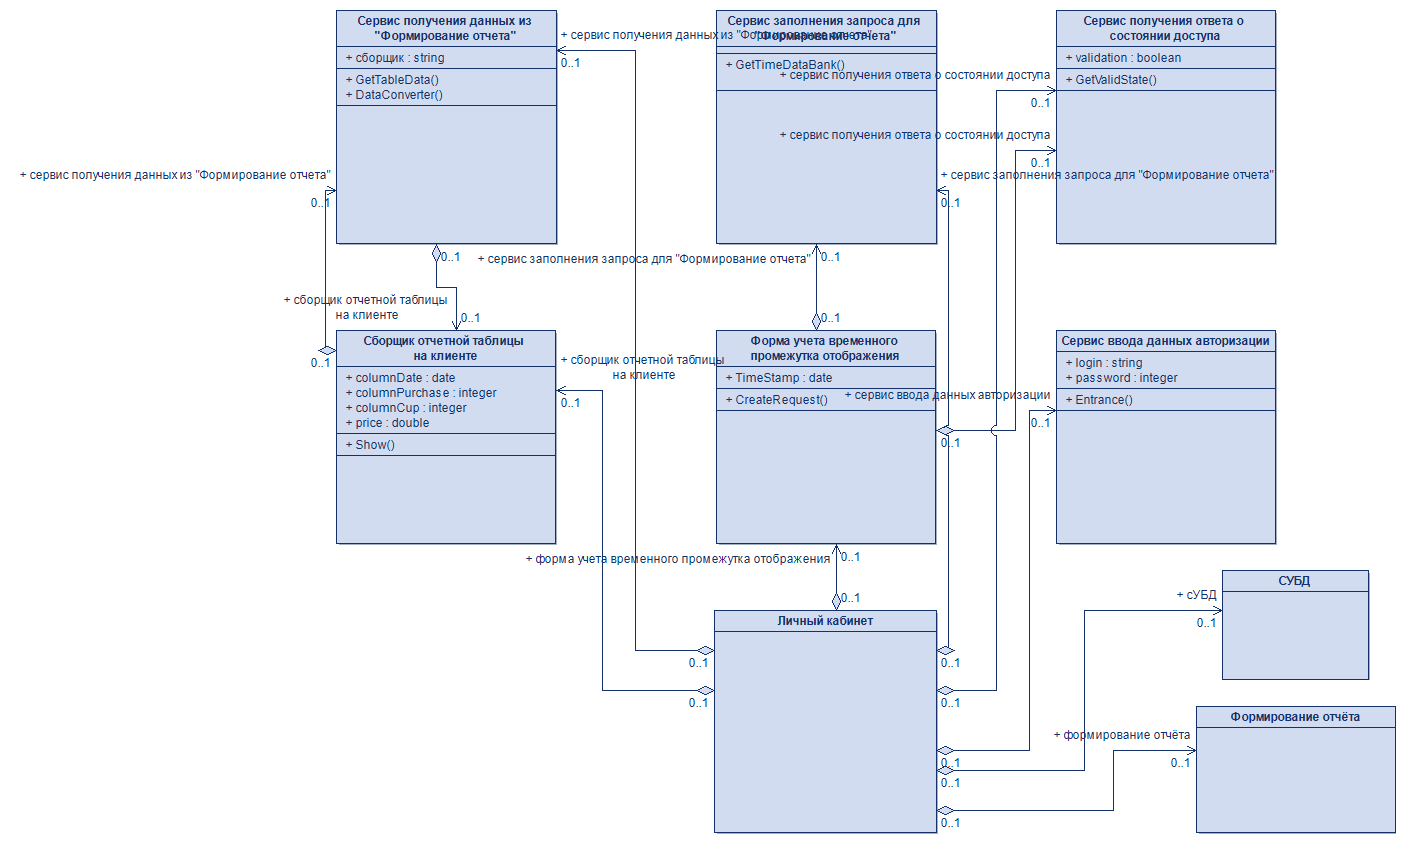 Сервис получения данных из
"Формирование отчета"
+ сборщик : string
+ GetTableData()
+ DataConverter()
+ сервис получения данных из "Формирование отчета"
0..1
Сервис заполнения запроса для
"Формирование отчета"
+ GetTimeDataBank()
Сервис получения ответа о
состоянии доступа
+ validation : boolean
+ GetValidState()
+ сервис получения ответа о состоянии доступа
0..1
+ сервис получения ответа о состоянии доступа
0..1
+ сервис получения данных из "Формирование отчета"
0..1
+ сервис заполнения запроса для "Формирование отчета"
0..1
0..1
+ сервис заполнения запроса для "Формирование отчета"
0..1
+ сборщик отчетной таблицы
на клиенте
0..1
0..1
0..1
Сборщик отчетной таблицы
на клиенте
+ columnDate : date
+ columnPurchase : integer
+ columnCup : integer
+ price : double
+ Show()
+ сборщик отчетной таблицы
на клиенте
0..1
Форма учета временного
промежутка отображения
+ TimeStamp : date
+ CreateRequest()
0..1
Сервис ввода данных авторизации
+ login : string
+ password : integer
+ Entrance()
+ сервис ввода данных авторизации
0..1
+ форма учета временного промежутка отображения
0..1
0..1
Личный кабинет
0..1
0..1
0..1
0..1
0..1
0..1
0..1
СУБД
+ сУБД
0..1
Формирование отчёта
+ формирование отчёта
0..1